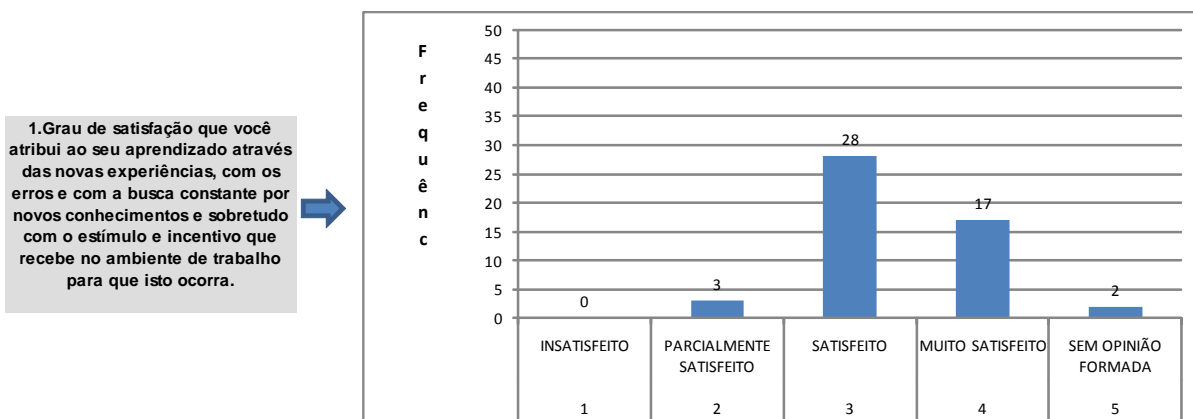 1.Grau de satisfação que você
atribui ao seu aprendizado através
das novas experiências, com os
erros e com a busca constante por
novos conhecimentos e sobretudo
com o estímulo e incentivo que
recebe no ambiente de trabalho
para que isto ocorra.
F
r
e
q
u
ê
n
c
50
45
40
35
30
25
20
15
10
5
0
0
3
28
17
2
INSATISFEITO
PARCIALMENTE
SATISFEITO
SATISFEITO
MUITO SATISFEITO
SEM OPINIÃO
FORMADA
1 2 3 4 5